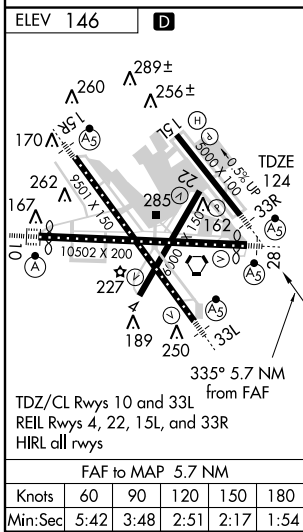 ELEV 146 D
289±
260
256±
15R
170
A5
H
P
15L
5000 X 100
0.5% UP
TDZE
124
262
9501 X 150
285
V
22
P
33R
167
162
10
10502 X 200
6000 X 150
V
28
A
A5
227
V
4
V
A5
33L
189
250
335° 5.7 NM
from FAF
TDZ/CL Rwys 10 and 33L
REIL Rwys 4, 22, 15L, and 33R
HIRL all rwys
FAF to MAP 5.7 NM
Knots 60 90 120 150 180
Min:Sec 5:42 3:48 2:51 2:17 1:54